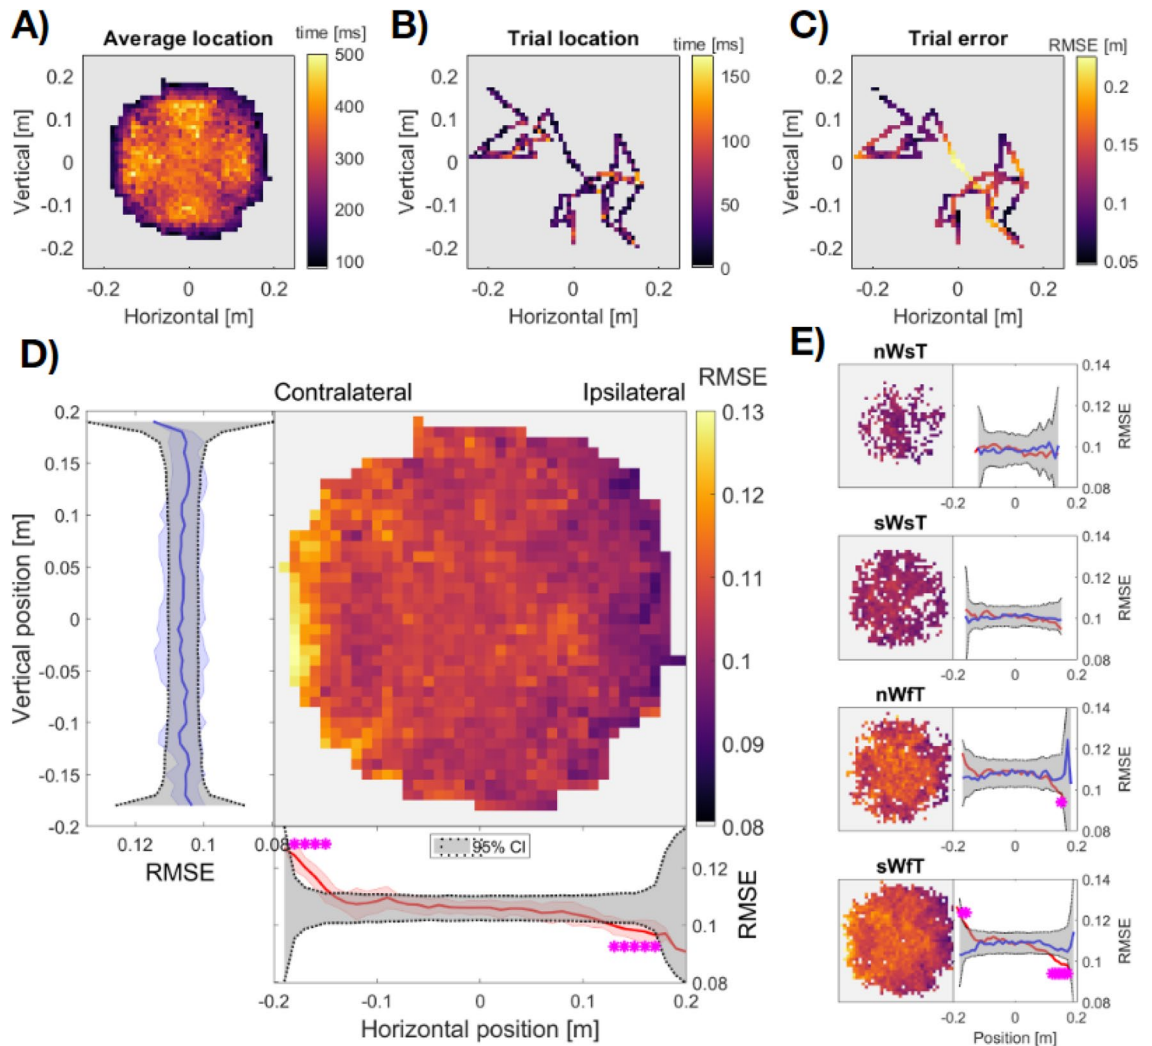 A)
Average location
time [ms]
500
400
300
200
100
0.2
0.1
0
-0.1
-0.2
Vertical [m]
-0.2
0
0.2
Horizontal [m]
B)
Trial location
time [ms]
150
100
50
0
0.2
0.1
0
-0.1
-0.2
Vertical [m]
-0.2
0
0.2
Horizontal [m]
C)
Trial error
RMSE [m]
0.2
0.15
0.1
0.05
0.2
0.1
0
-0.1
-0.2
Vertical [m]
-0.2
0
0.2
Horizontal [m]
D)
Contralateral
Ipsilateral
RMSE
0.13
0.12
0.11
0.1
0.09
0.08
0.2
0.15
0.1
0.05
0
-0.05
-0.1
-0.15
-0.2
Vertical position [m]
0.12
0.1
0.08
RMSE
95% CI
0.12
0.1
0.08
RMSE
-0.2
-0.1
0
0.1
0.2
Horizontal position [m]
E)
nWsT
0.14
0.12
0.1
0.08
RMSE
-0.2
0
0.2
sWsT
0.14
0.12
0.1
0.08
RMSE
-0.2
0
0.2
nWfT
0.14
0.12
0.1
0.08
RMSE
-0.2
0
0.2
sWfT
0.14
0.12
0.1
0.08
RMSE
-0.2
0
0.2
Position [m]